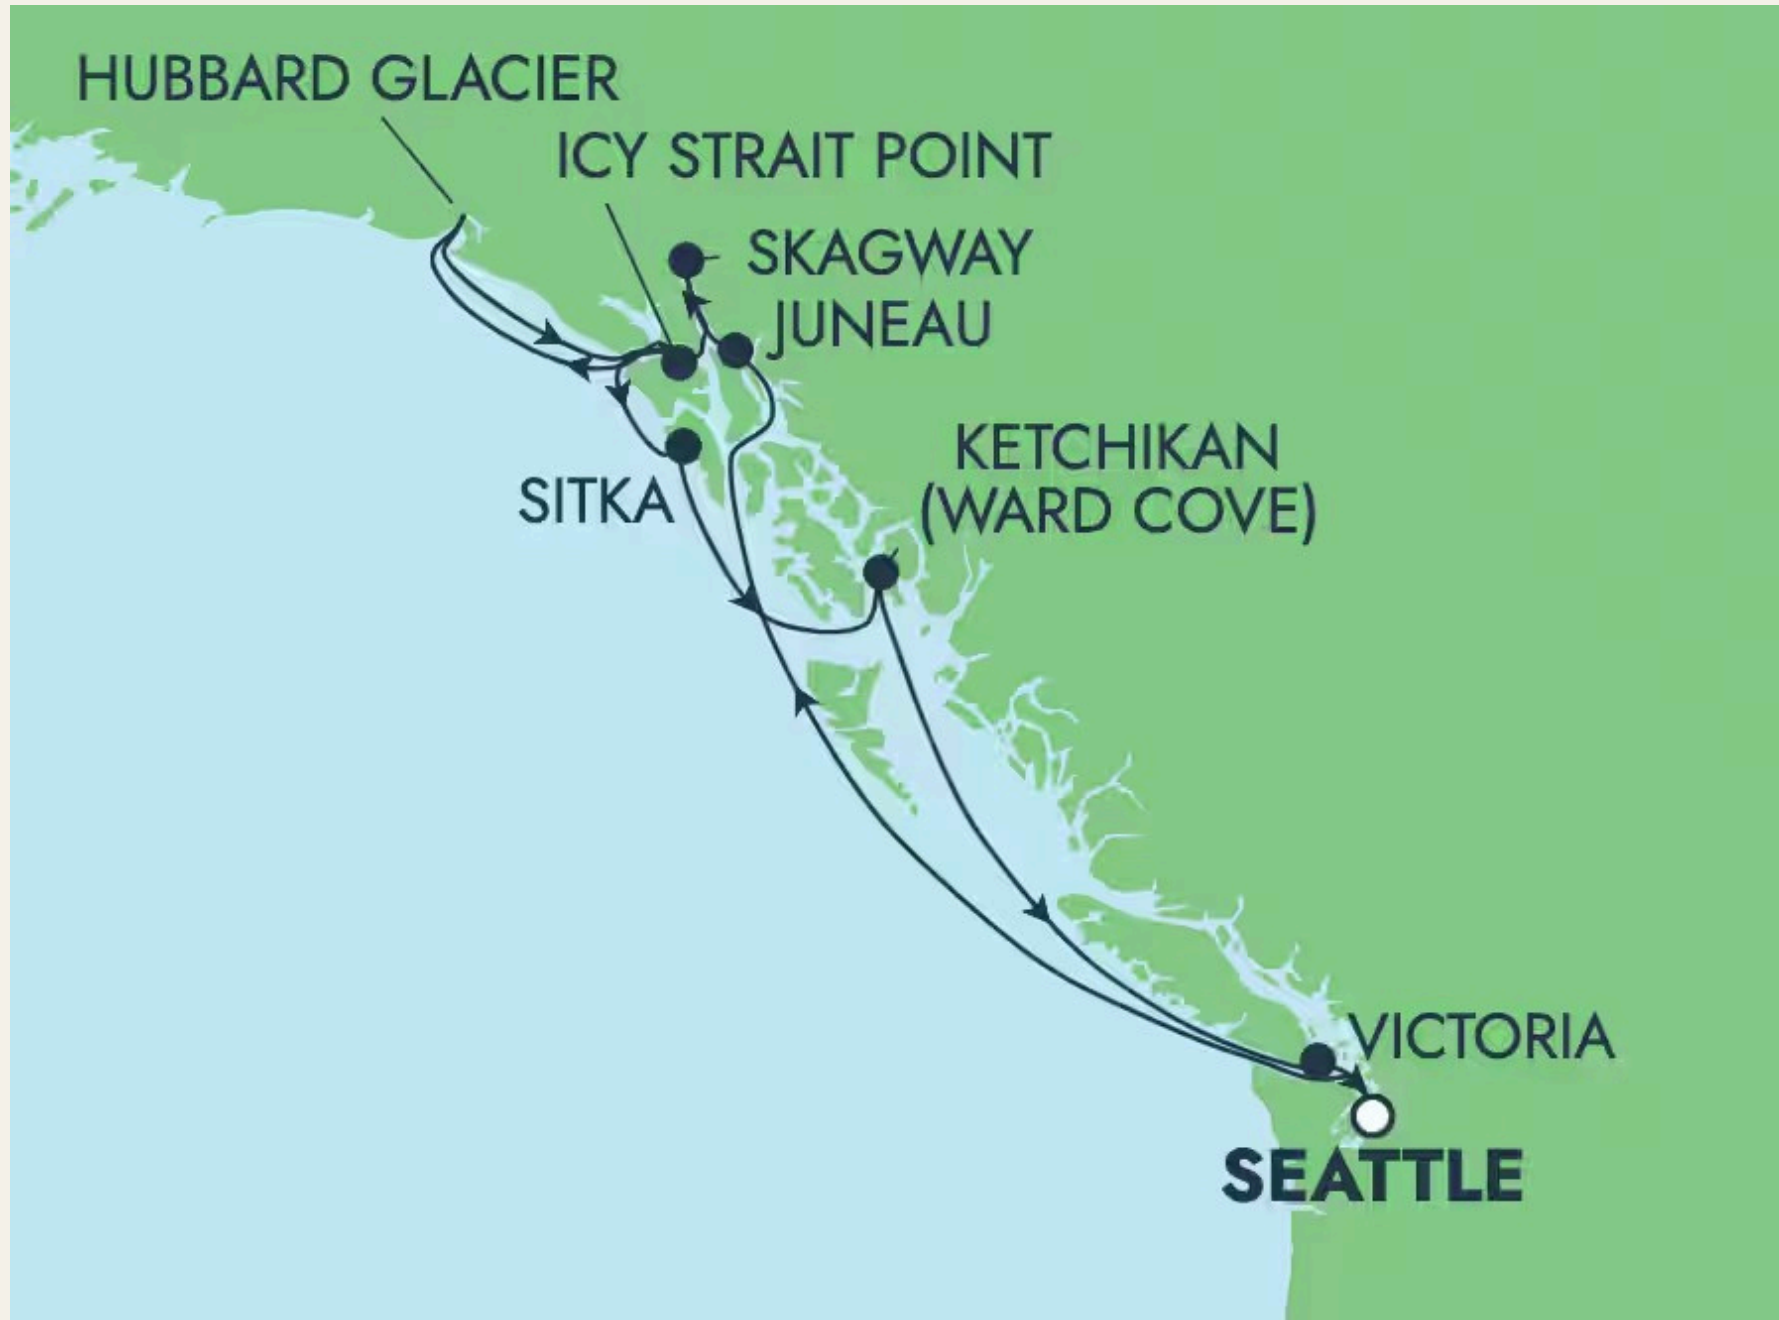 HUBBARD GLACIER
ICY STRAIT POINT
SKAGWAY
JUNEAU
KETCHIKAN
(WARD COVE)
SITKA
VICTORIA
SEATTLE